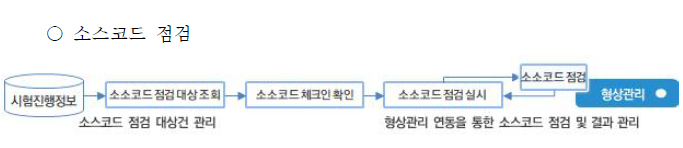 ○ 소스코드 점검
소소코드 점검
시험진행정보 소소코드 점검 대상 조회 소소코드 체크인 확인 소소코드 점검 실시 형상관리
소스코드 점검 대상건 관리 형상관리 연동을 통한 소스코드 점검 및 결과 관리